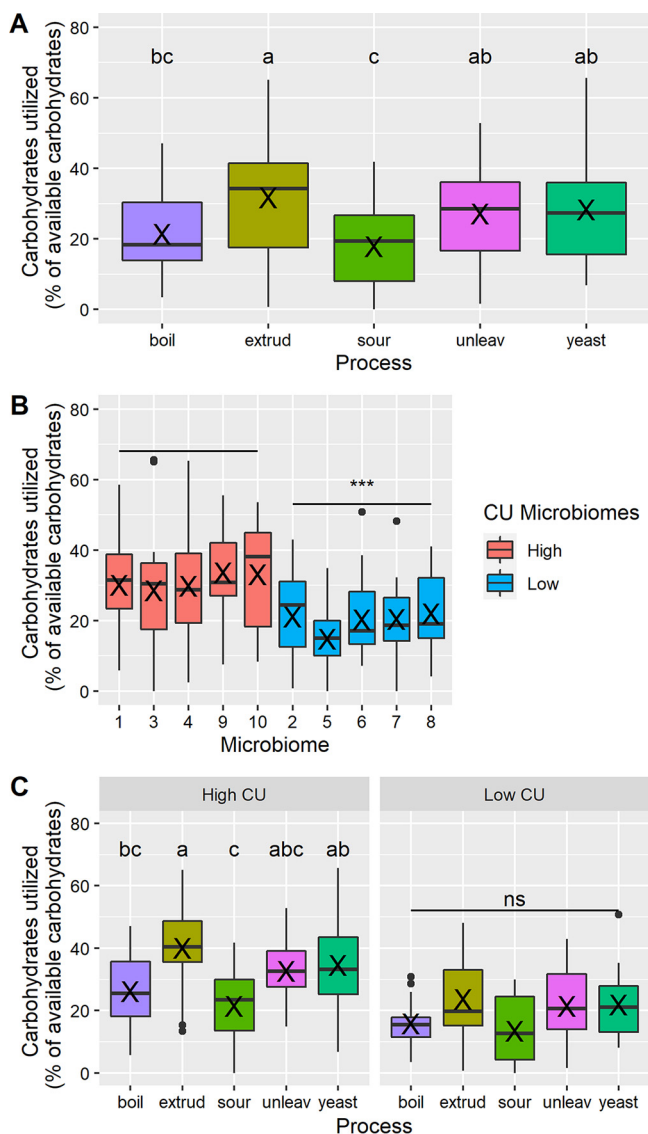 A
Carbohydrates utilized
(% of available carbohydrates)
80
60
40
20
0
bc a c ab ab
boil extrud sour unleav yeast
Process
B
Carbohydrates utilized
(% of available carbohydrates)
80
60
40
20
0
***
1 3 4 9 10 2 5 6 7 8
Microbiome
CU Microbiomes
High
Low
C
Carbohydrates utilized
(% of available carbohydrates)
High CU Low CU
80
60
40
20
0
bc a c abc ab
ns
boil extrud sour unleav yeast boil extrud sour unleav yeast
Process